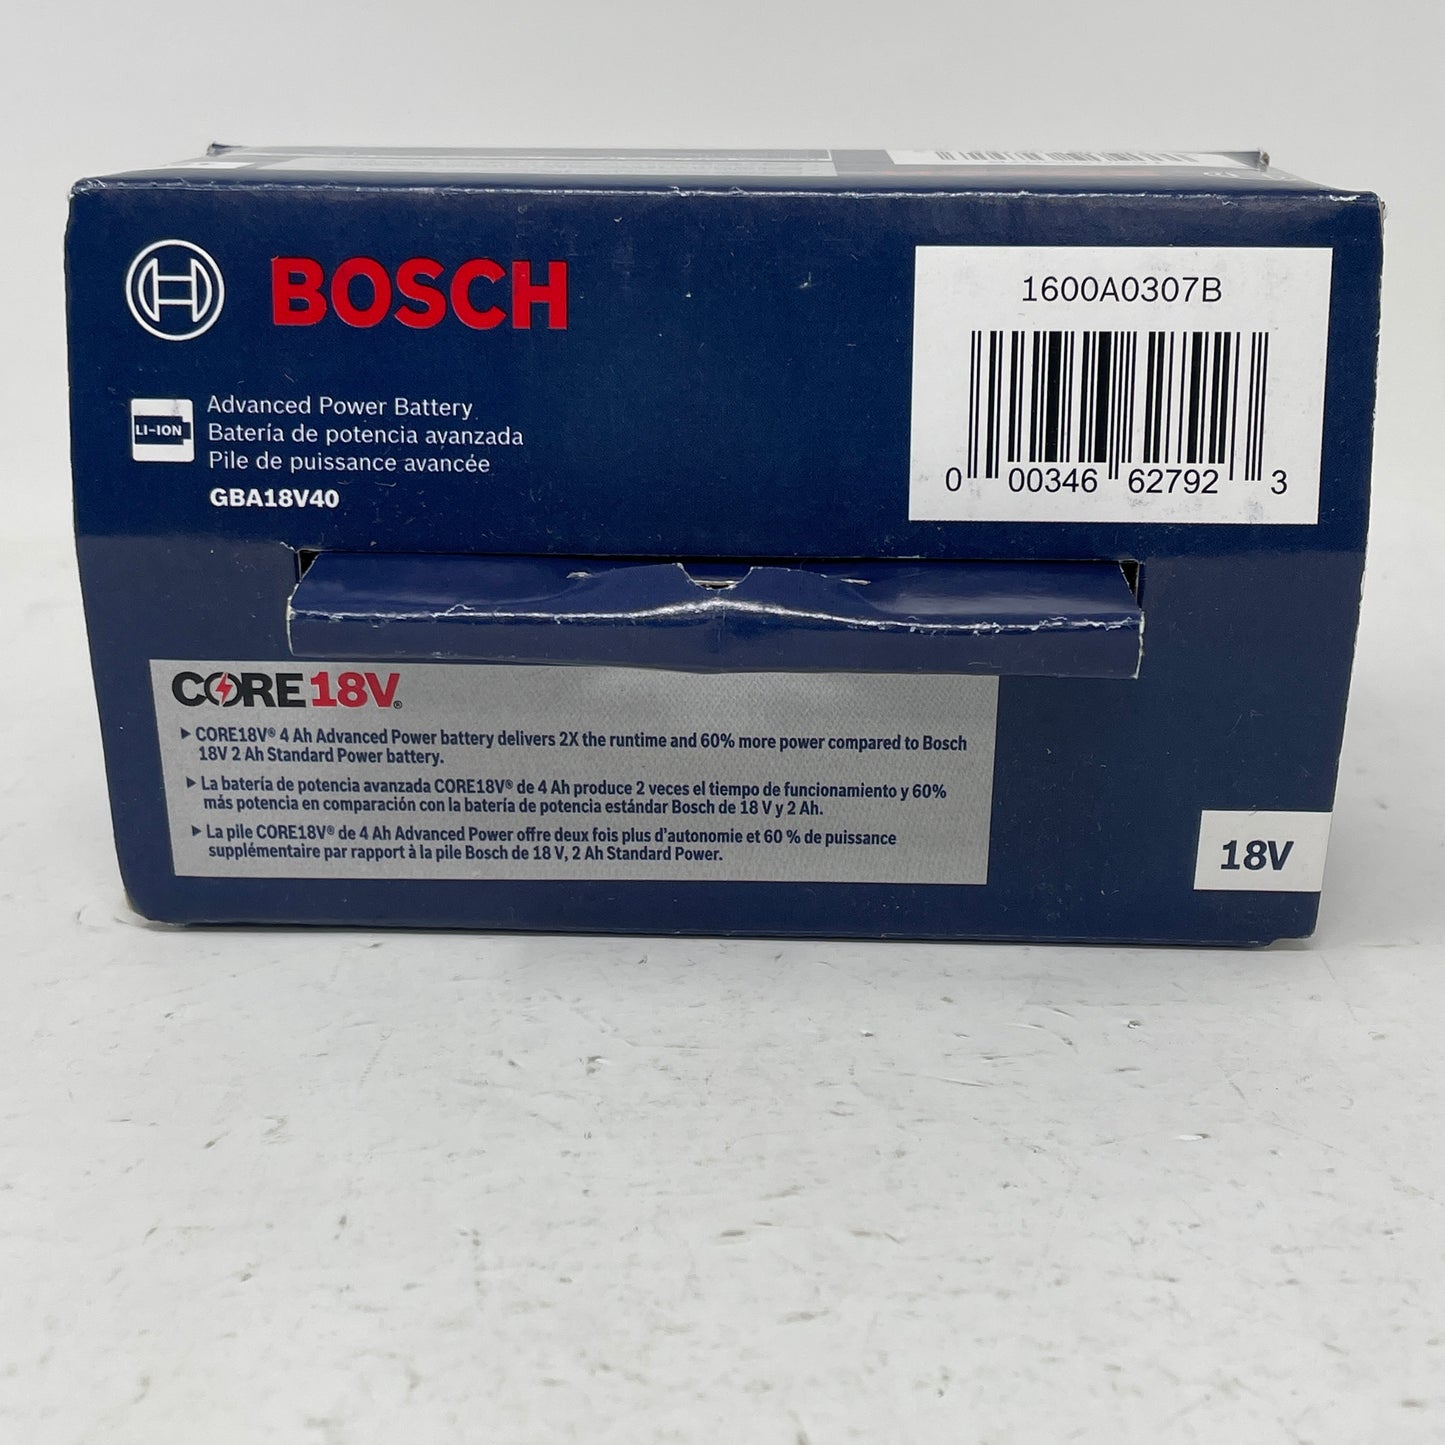 BOSCH
1600A0307B
0 00346 62792 3
LI-ION
Advanced Power Battery
Batería de potencia avanzada
Pile de puissance avancée
GBA18V40
CORE18V®
▶ CORE18V® 4 Ah Advanced Power battery delivers 2X the runtime and 60% more power compared to Bosch
18V 2 Ah Standard Power battery.
▶ La batería de potencia avanzada CORE18V® de 4 Ah produce 2 veces el tiempo de funcionamiento y 60%
más potencia en comparación con la batería de potencia estándar Bosch de 18 V y 2 Ah.
▶ La pile CORE18V® de 4 Ah Advanced Power offre deux fois plus d'autonomie et 60 % de puissance
supplémentaire par rapport à la pile Bosch de 18 V, 2 Ah Standard Power.
18V